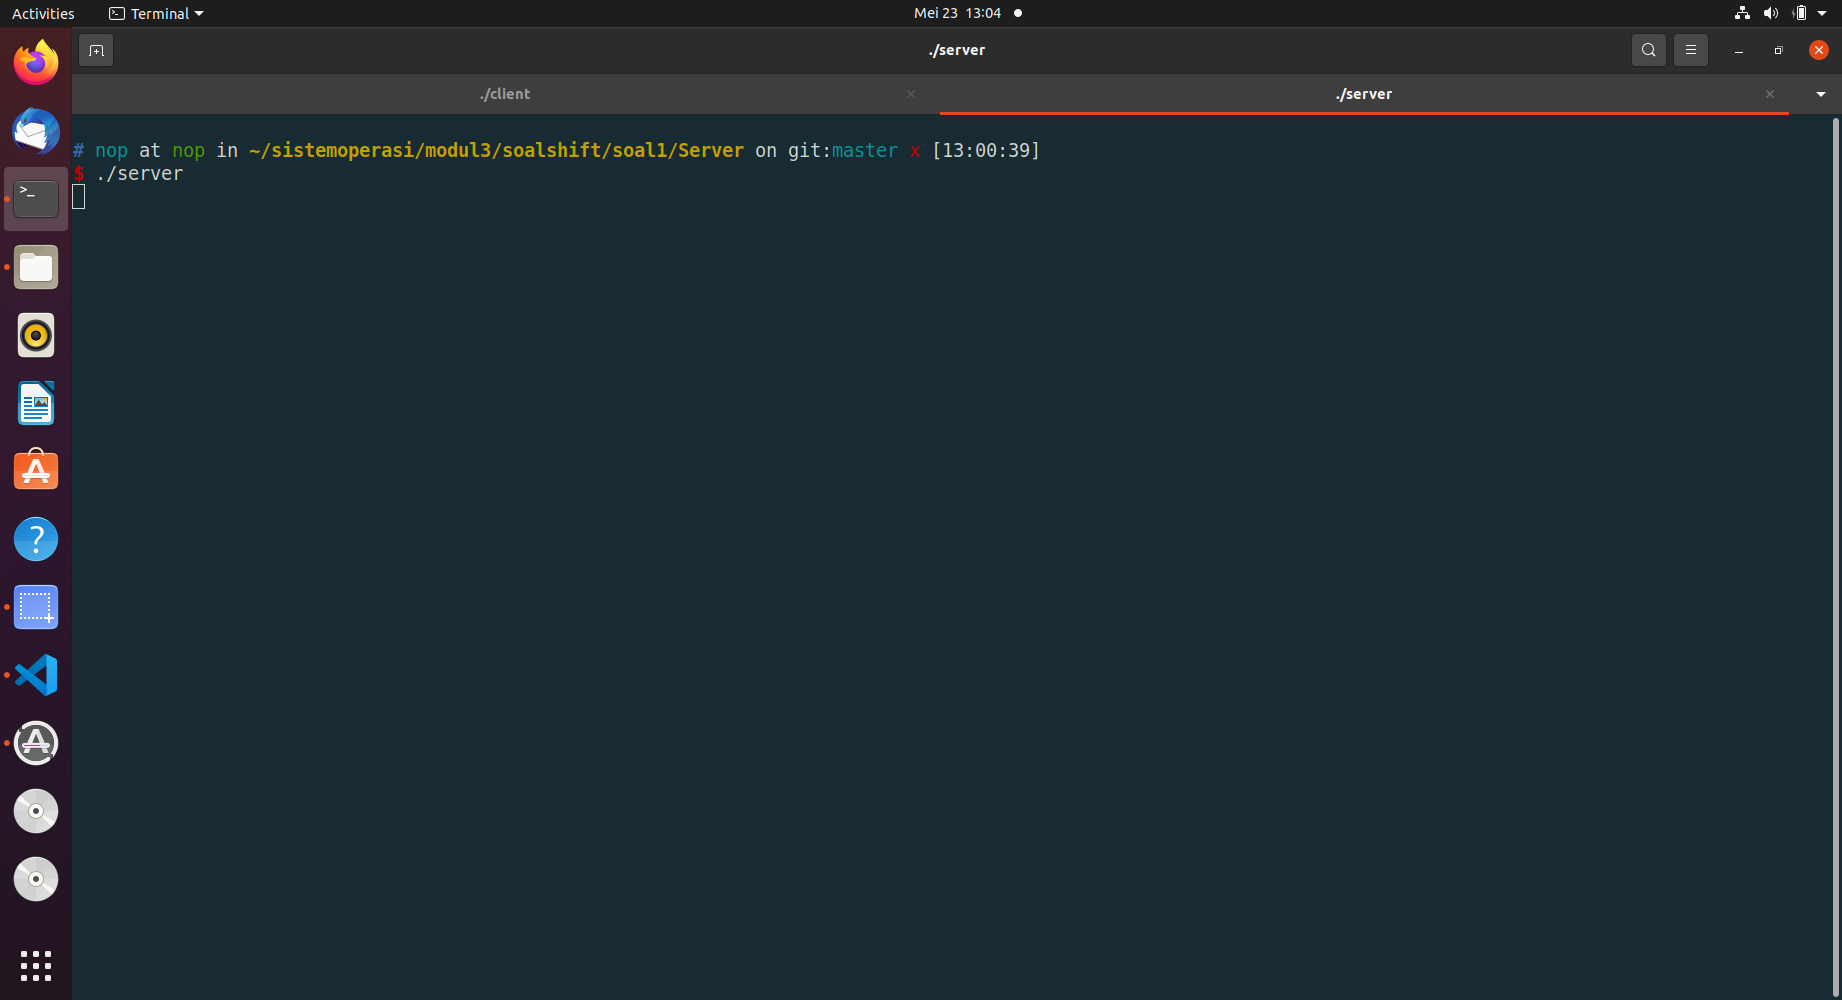 Activities
Terminal
Mei 23 13:04
./server
./client
./server
# nop at nop in ~/sistemoperasi/modul3/soalshift/soal1/Server on git:master x [13:00:39]
$ ./server
>_
?